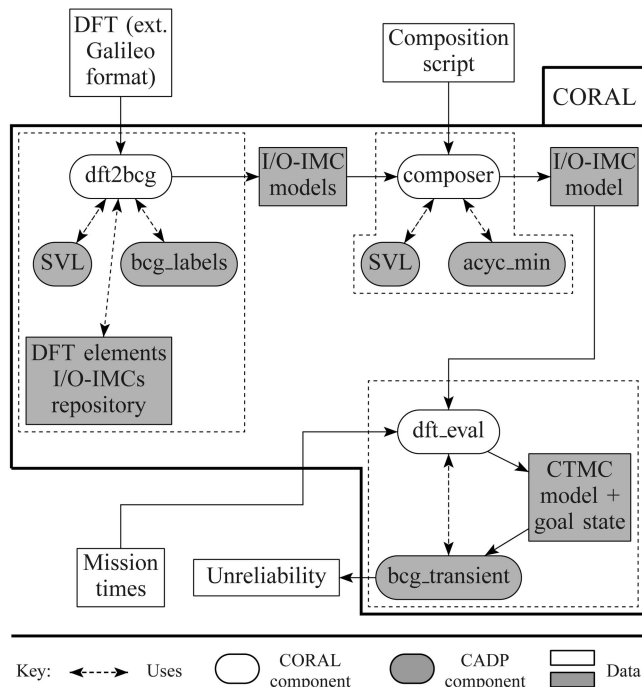 DFT (ext.
Galileo
format)
Composition
script
CORAL
dft2bcg
I/O-IMC
models
composer
I/O-IMC
model
SVL
bcg_labels
SVL
acyc_min
DFT elements
I/O-IMCs
repository
dft_eval
CTMC
model +
goal state
Mission
times
Unreliability
bcg_transient
Key:
Uses
CORAL
component
CADP
component
Data